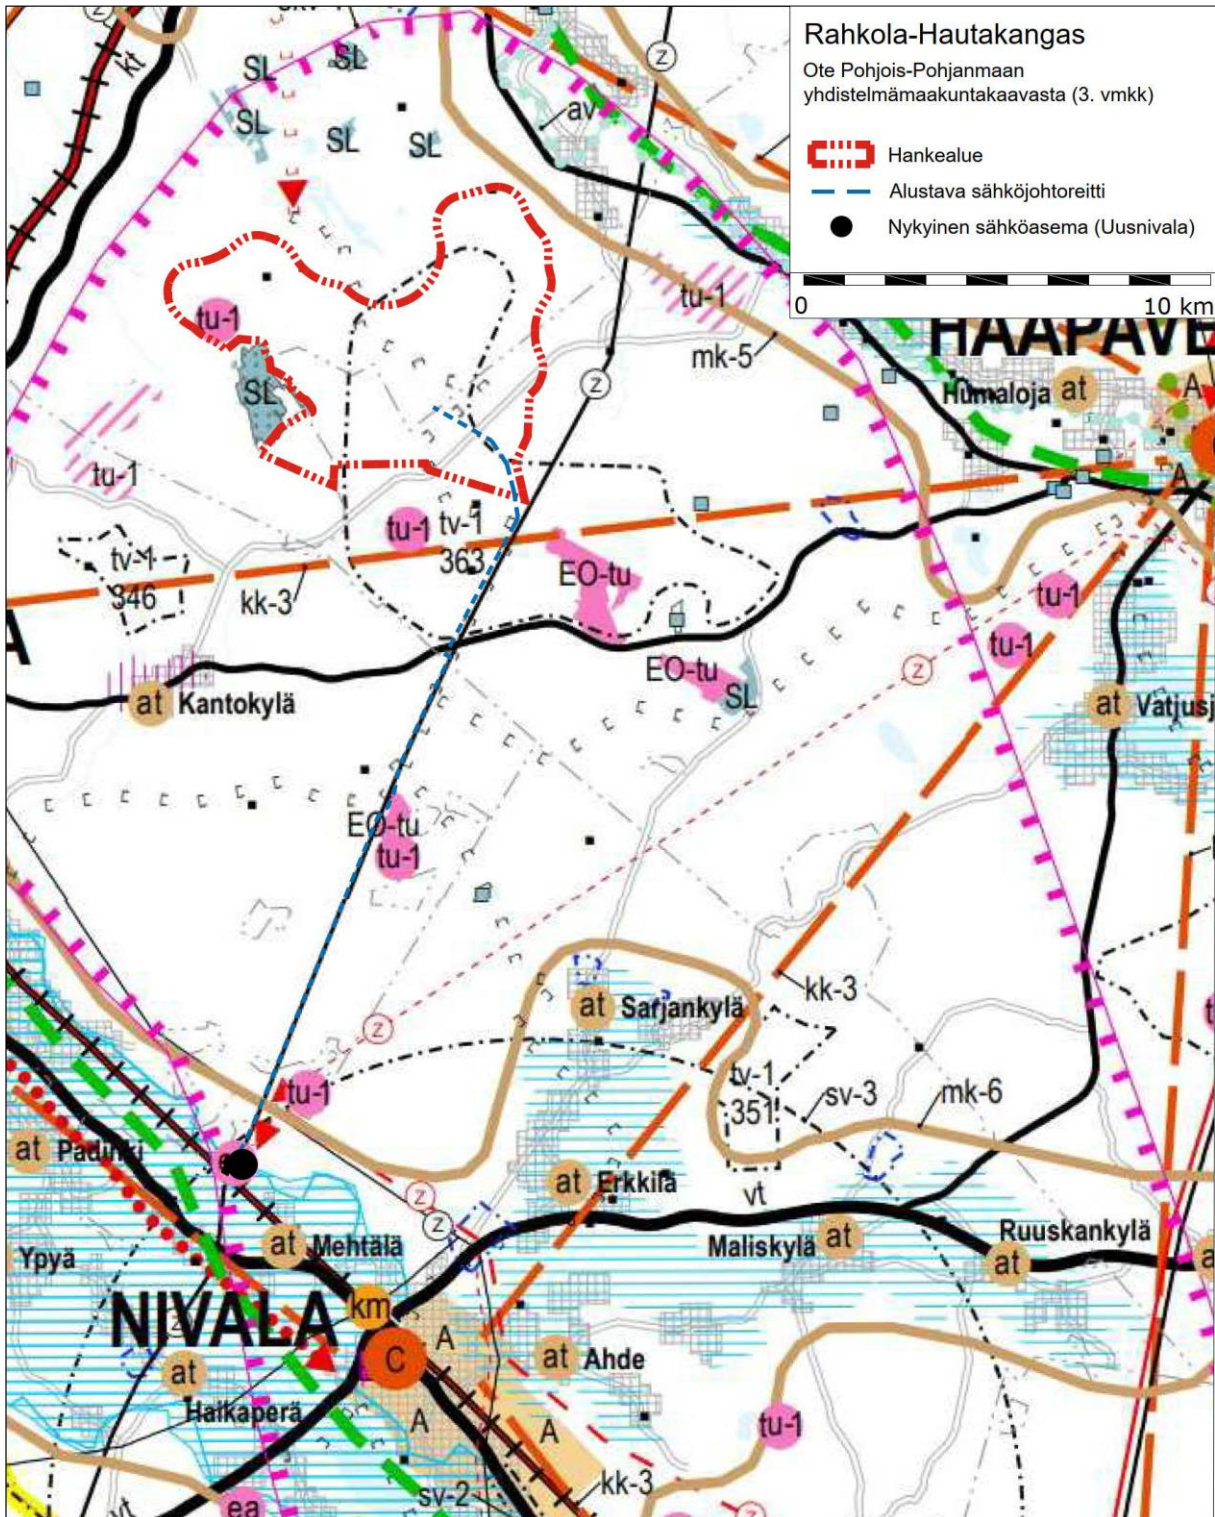 Rahkola-Hautakangas
Ote Pohjois-Pohjanmaan
yhdistelmämaakuntakaavasta (3. vmkk)
Hankealue
Alustava sähköjohtoreitti
Nykyinen sähköasema (Uusnivala)
0 10 km
kt
SL
SL
SL
SL
SL
av
z
z
tu-1
tu-1
mk-5
HAAPAVE
Humaloja
at
A
A
SL
tu-1
tu-1
tv-1
363
tv-1
346
kk-3
EO-tu
tu-1
tu-1
EO-tu
SL
z
at
Kantokylä
at
Vatjusj
A
EO-tu
tu-1
kk-3
at
Sarjankylä
z
tu-1
tv-1
351
sv-3
mk-6
at
Padinki
at
Erkkilä
vt
z
z
at
Mehtälä
Maliskylä
at
Ruuskankylä
at
Ypyä
NIVALA
km
z
C
A
at
Ahde
at
Haikaperä
A
A
tu-1
kk-3
sv-2
vt
ea
z